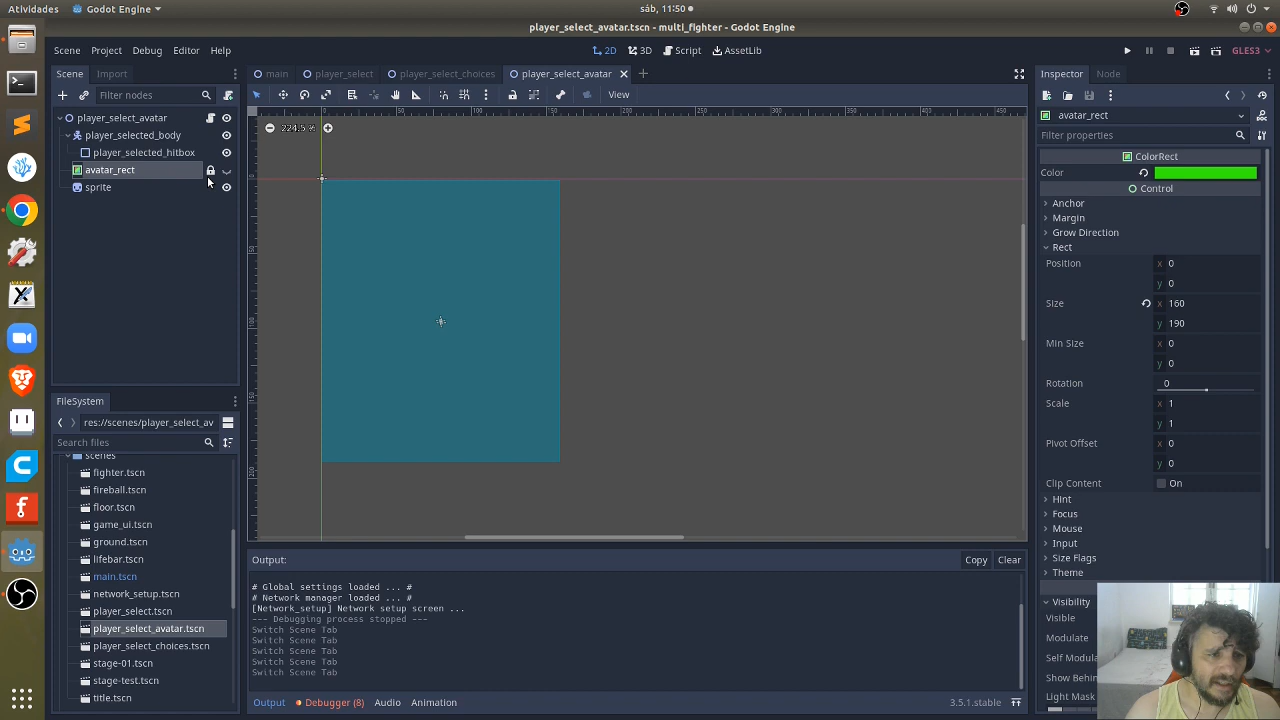 Atividades
Godot Engine
sáb, 11:50
player_select_avatar.tscn - multi_fighter - Godot Engine
Scene Project Debug Editor Help
2D 3D Script AssetLib
GLES3
Scene Import
main player_select player_select_choices player_select_avatar
Inspector Node
Filter nodes
View
player_select_avatar
player_selected_body
player_selected_hitbox
avatar_rect
sprite
224.5 %
avatar_rect
Filter properties
ColorRect
Color
Control
Anchor
Margin
Grow Direction
Rect
Position x 0
y 0
Size x 160
y 190
Min Size x 0
y 0
Rotation 0
Scale x 1
y 1
Pivot Offset x 0
y 0
Clip Content On
Hint
Focus
Mouse
Input
Size Flags
Theme
Visibility
Visible
Modulate
Self Modula
Show Behin
Light Mask
FileSystem
res://scenes/player_select_av
Search files
scenes
fighter.tscn
fireball.tscn
floor.tscn
game_ui.tscn
ground.tscn
lifebar.tscn
main.tscn
network_setup.tscn
player_select.tscn
player_select_avatar.tscn
player_select_choices.tscn
stage-01.tscn
stage-test.tscn
title.tscn
Output:
Copy Clear
# Global settings loaded ... #
# Network manager loaded ... #
[Network_setup] Network setup screen ...
--- Debugging process stopped ---
Switch Scene Tab
Switch Scene Tab
Switch Scene Tab
Switch Scene Tab
Switch Scene Tab
Output Debugger (8) Audio Animation
3.5.1.stable